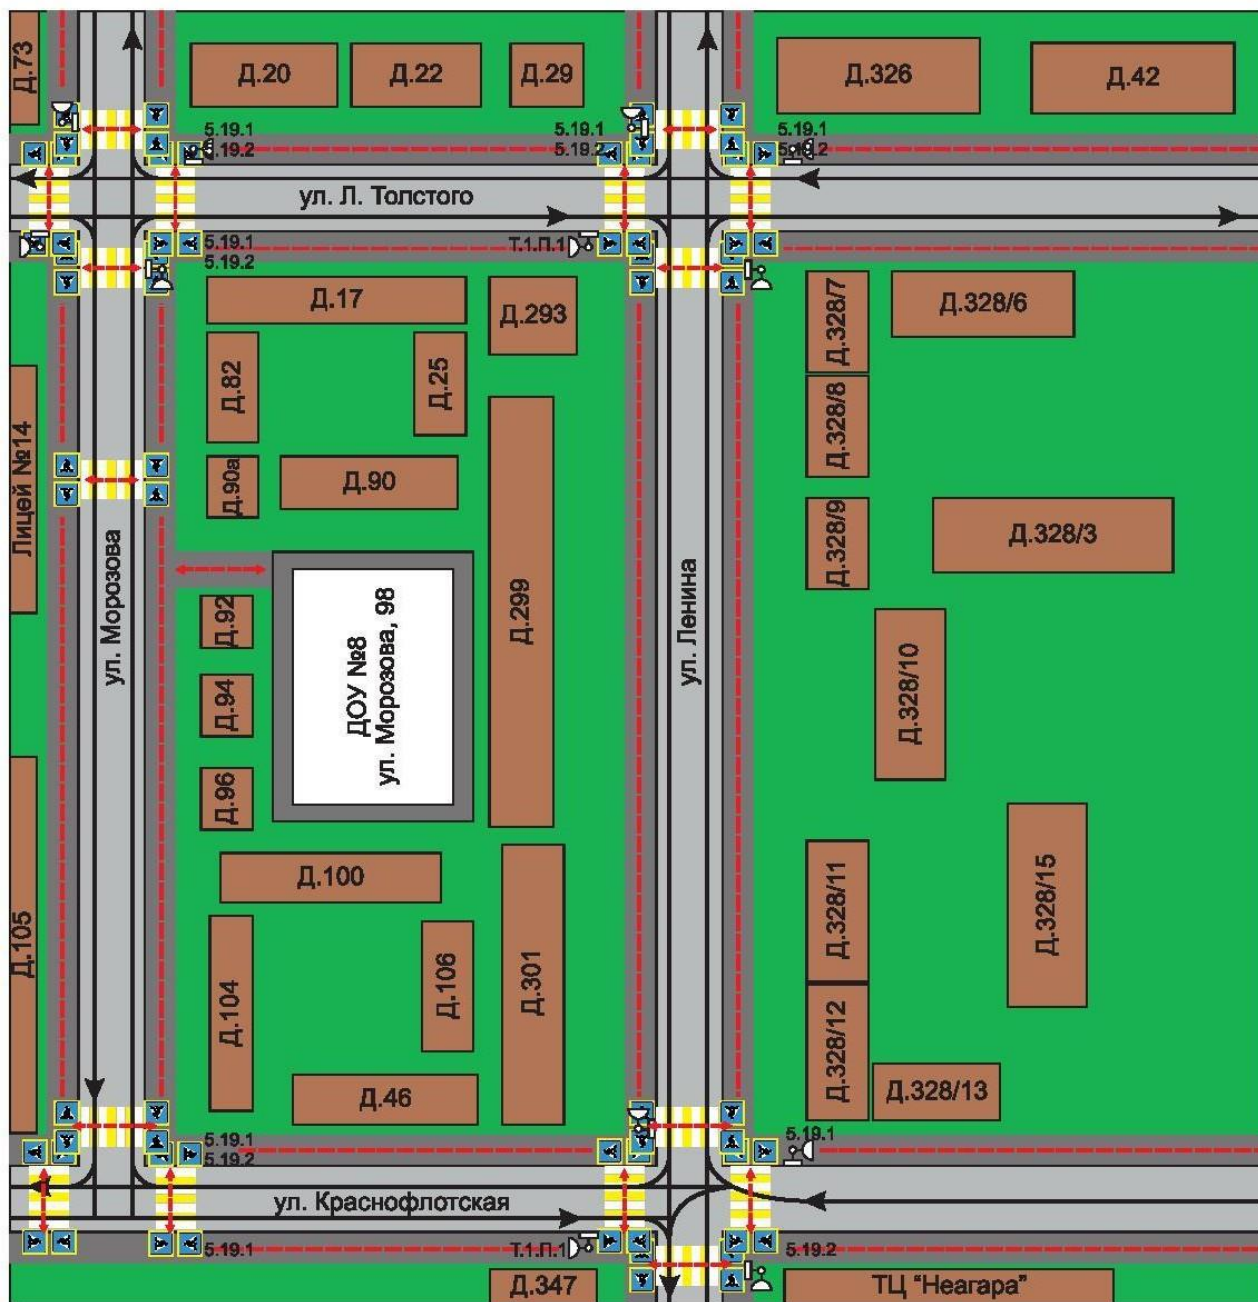 Д.73
Д.20
Д.22
Д.29
Д.326
Д.42
5.19.1
5.19.2
5.19.1
5.19.2
5.19.1
5.19.2
ул. Л. Толстого
5.19.1
5.19.2
Т.1.П.1
Д.17
Д.293
Д.328/7
Д.328/6
Д.82
Д.25
Д.328/8
Лицей №14
Д.90а
Д.90
Д.299
Д.328/9
Д.328/3
ул. Морозова
Д.92
ДОУ №8
ул. Морозова, 98
ул. Ленина
Д.94
Д.328/10
Д.96
Д.100
Д.105
Д.104
Д.106
Д.301
Д.328/11
Д.328/15
Д.328/12
Д.46
Д.328/13
5.19.1
5.19.2
5.19.1
ул. Краснофлотская
5.19.1
Т.1.П.1
5.19.2
Д.347
ТЦ "Неагара"